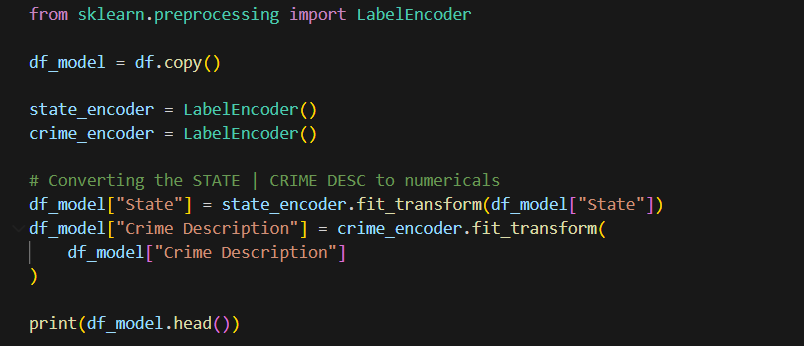 from sklearn.preprocessing import LabelEncoder
df_model = df.copy()
state_encoder = LabelEncoder()
crime_encoder = LabelEncoder()
# Converting the STATE | CRIME DESC to numericals
df_model["State"] = state_encoder.fit_transform(df_model["State"])
df_model["Crime Description"] = crime_encoder.fit_transform(
    df_model["Crime Description"]
)
print(df_model.head())